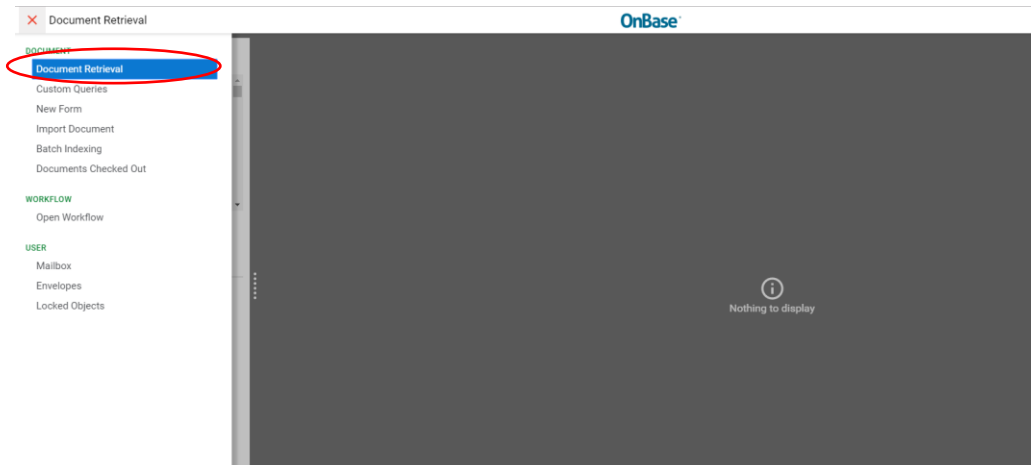 Document Retrieval
OnBase
DOCUMENT
Document Retrieval
Custom Queries
New Form
Import Document
Batch Indexing
Documents Checked Out
WORKFLOW
Open Workflow
USER
Mailbox
Envelopes
Locked Objects
Nothing to display